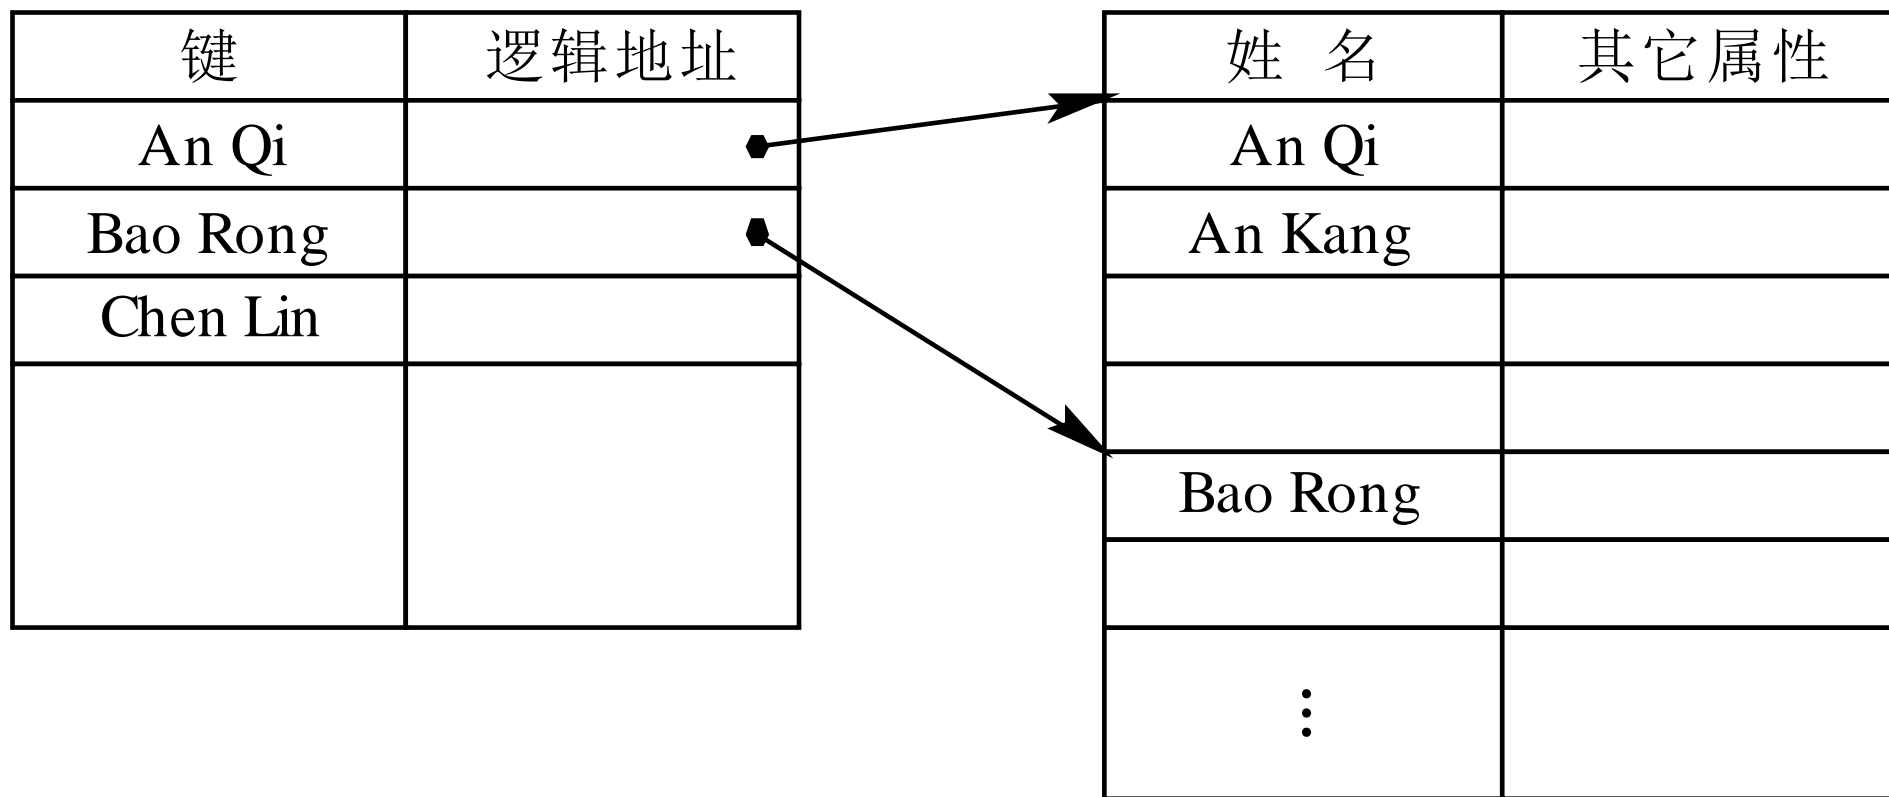 键 逻辑地址
An Qi
Bao Rong
Chen Lin
姓 名 其它属性
An Qi
An Kang
Bao Rong
⋮